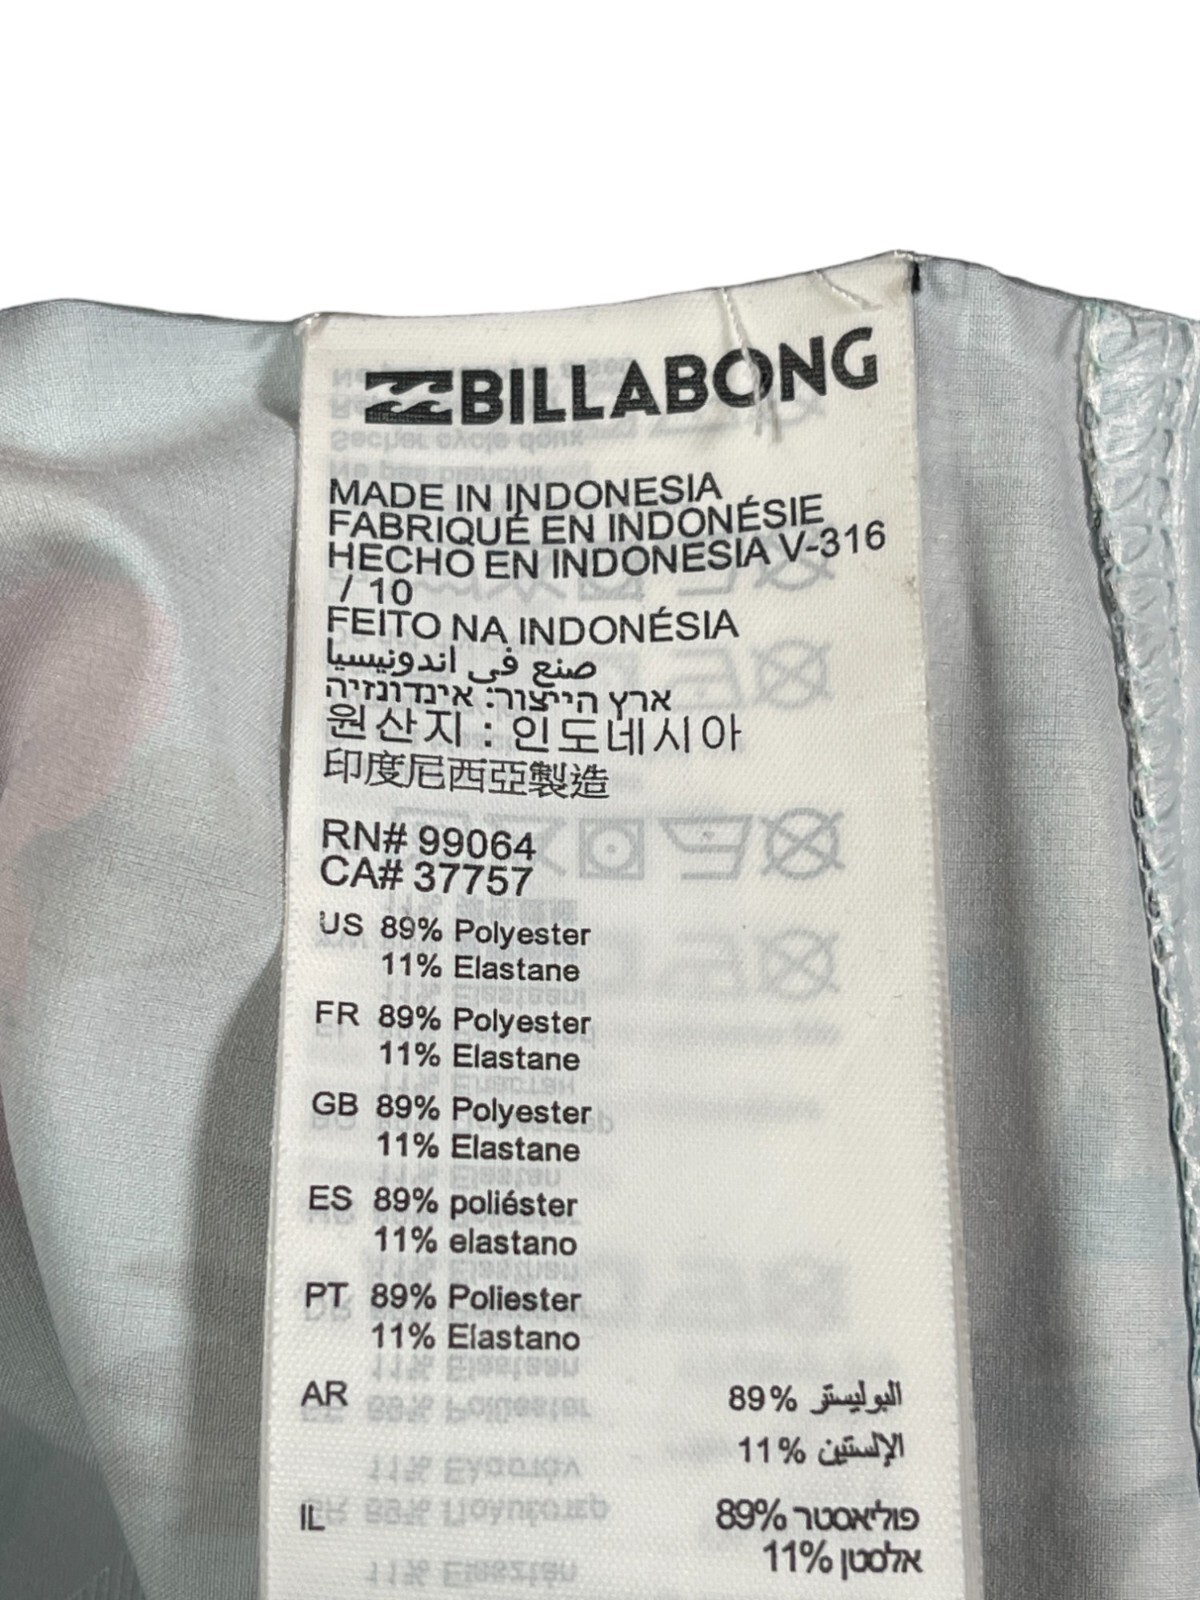 BILLABONG
MADE IN INDONESIA
FABRIQUÉ EN INDONÉSIE
HECHO EN INDONESIA V-316
/ 10
FEITO NA INDONÉSIA
صنع في اندونيسيا
ארץ הייצור: אינדונזיה
원산지 : 인도네시아
印度尼西亞製造
RN# 99064
CA# 37757
US 89% Polyester
11% Elastane
FR 89% Polyester
11% Elastane
GB 89% Polyester
11% Elastane
ES 89% poliéster
11% elastano
PT 89% Poliester
11% Elastano
AR البوليستر 89%
الإلستين 11%
IL פוליאסטר 89%
אלסטן 11%